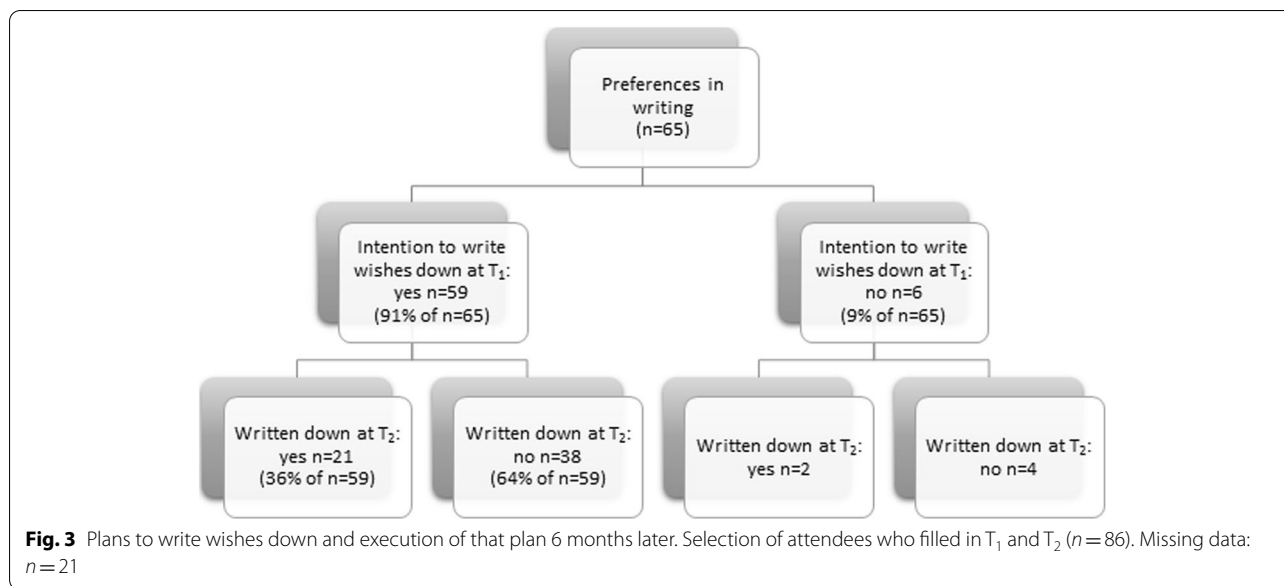 Preferences in
writing
(n=65)
Intention to write
wishes down at T₁:
yes n=59
(91% of n=65)
Intention to write
wishes down at T₁:
no n=6
(9% of n=65)
Written down at T₂:
yes n=21
(36% of n=59)
Written down at T₂:
no n=38
(64% of n=59)
Written down at T₂:
yes n=2
Written down at T₂:
no n=4
Fig. 3 Plans to write wishes down and execution of that plan 6 months later. Selection of attendees who filled in T₁ and T₂ (n=86). Missing data:
n=21